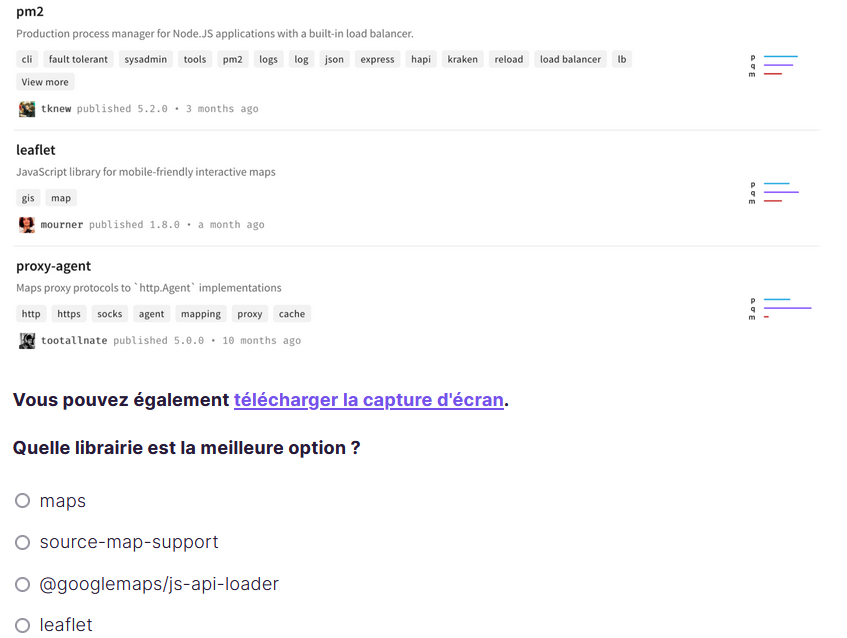 pm2
Production process manager for Node.JS applications with a built-in load balancer.
cli fault tolerant sysadmin tools pm2 logs log json express hapi kraken reload load balancer lb
View more
p
q
m
tknew published 5.2.0 • 3 months ago
leaflet
JavaScript library for mobile-friendly interactive maps
gis map
p
q
m
mourner published 1.8.0 • a month ago
proxy-agent
Maps proxy protocols to `http.Agent` implementations
http https socks agent mapping proxy cache
p
q
m
tootallnate published 5.0.0 • 10 months ago
Vous pouvez également télécharger la capture d'écran.
Quelle librairie est la meilleure option ?
maps
source-map-support
@googlemaps/js-api-loader
leaflet